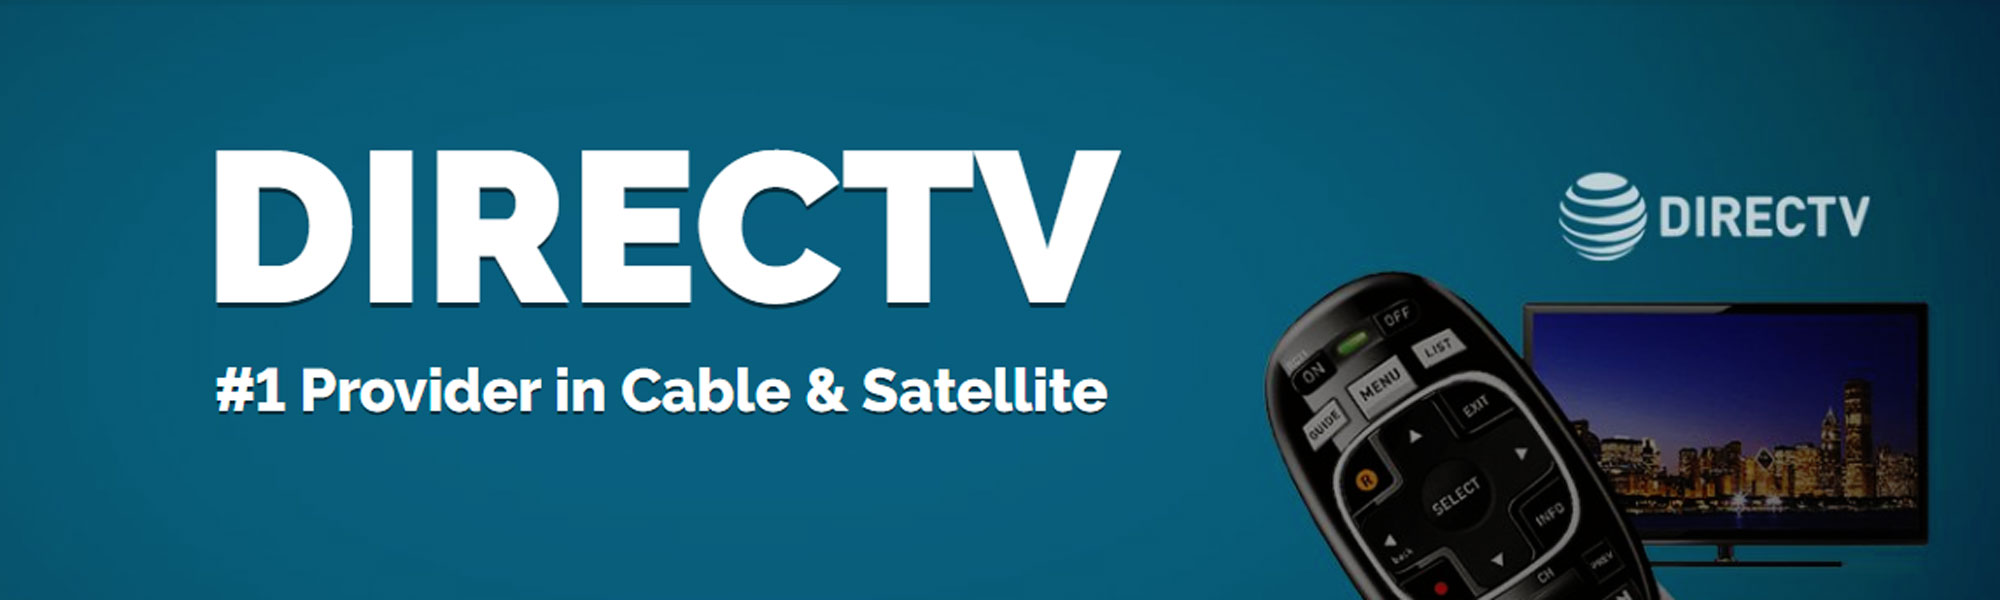 DIRECTV
#1 Provider in Cable & Satellite
DIRECTV
OFF
ON
LIST
MENU
GUIDE
EXIT
R
SELECT
INFO
back
CH
PREV